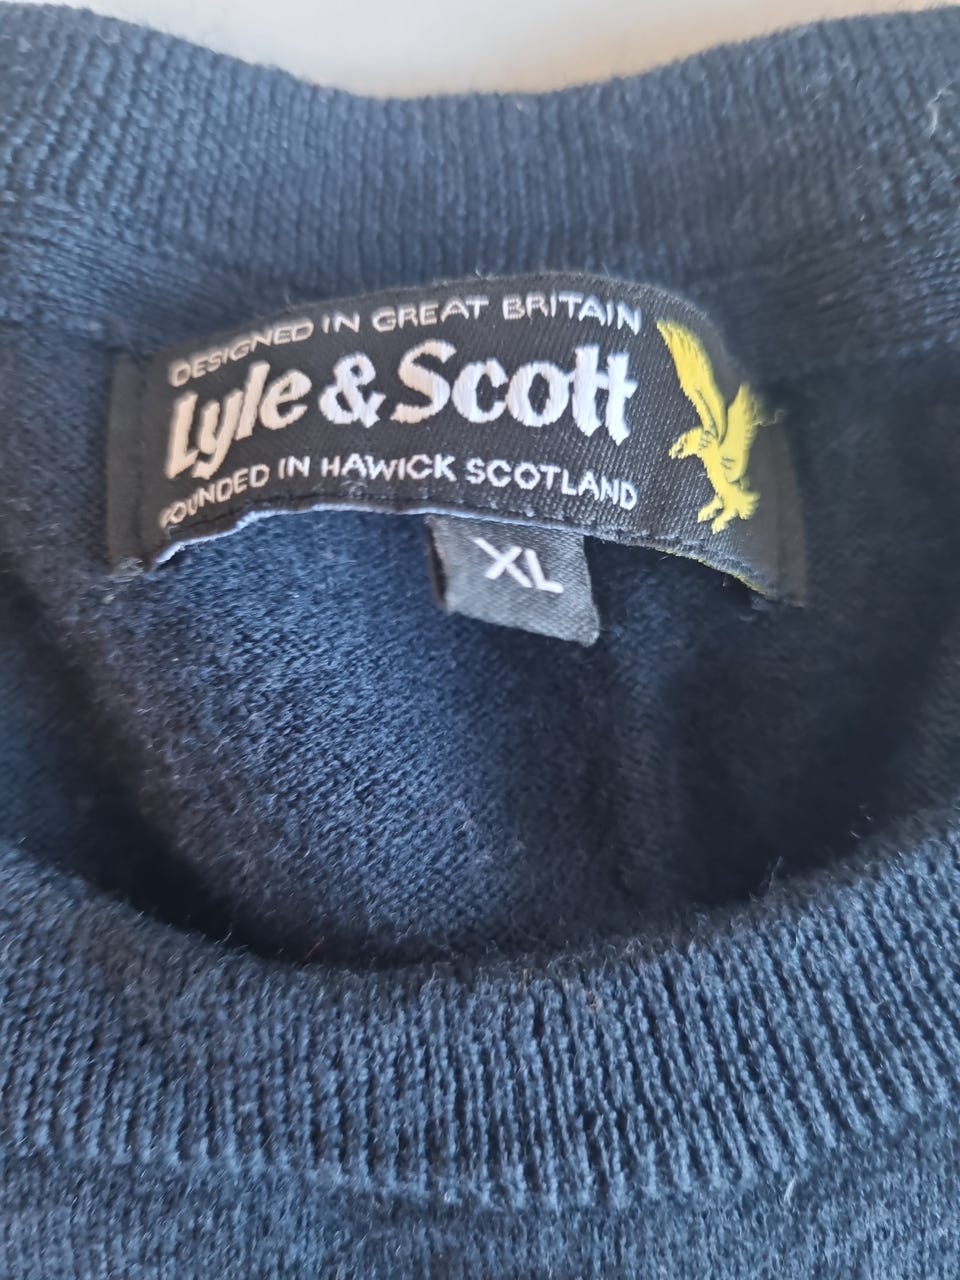 DESIGNED IN GREAT BRITAIN
Lyle & Scott
FOUNDED IN HAWICK SCOTLAND
XL